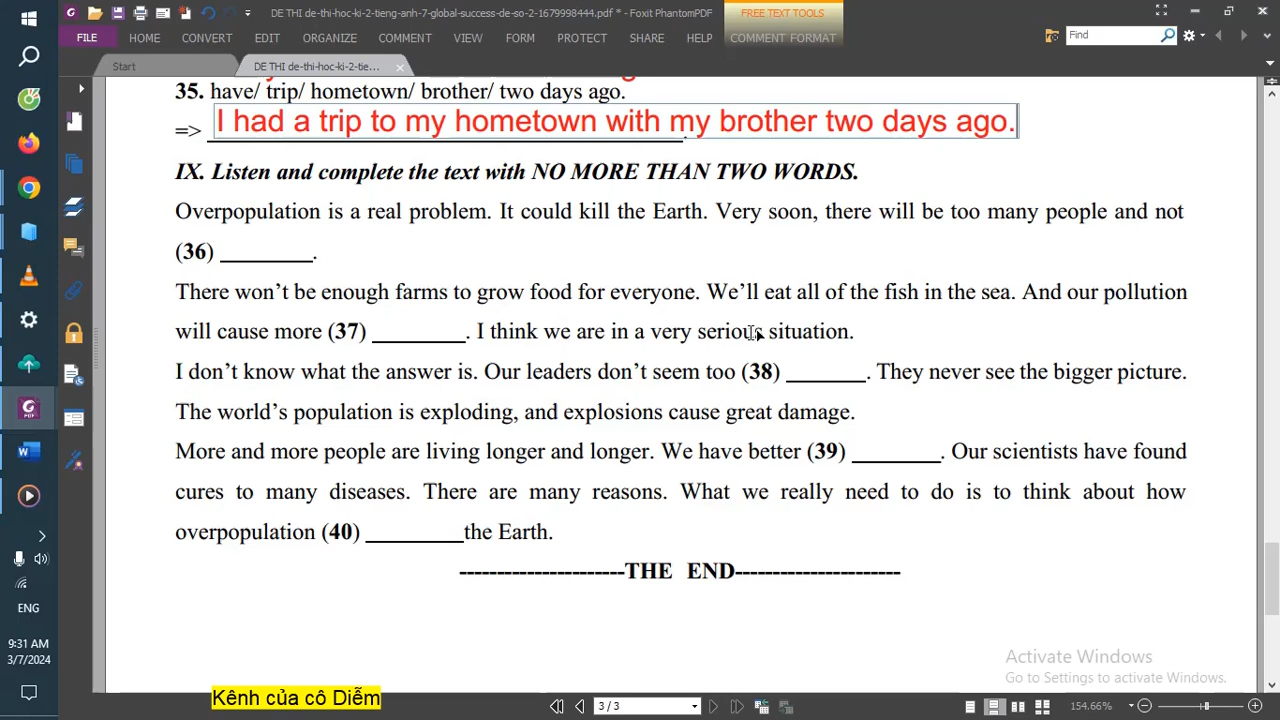 DE THI de-thi-hoc-ki-2-tieng-anh-7-global-success-de-so-2-1679998444.pdf * - Foxit PhantomPDF
FREE TEXT TOOLS
FILE HOME CONVERT EDIT ORGANIZE COMMENT VIEW FORM PROTECT SHARE HELP COMMENT FORMAT
Find
Start
DE THI de-thi-hoc-ki-2-tie...
35. have/ trip/ hometown/ brother/ two days ago.
=> I had a trip to my hometown with my brother two days ago.
IX. Listen and complete the text with NO MORE THAN TWO WORDS.
Overpopulation is a real problem. It could kill the Earth. Very soon, there will be too many people and not
(36) ________.
There won’t be enough farms to grow food for everyone. We’ll eat all of the fish in the sea. And our pollution
will cause more (37) ________. I think we are in a very serious situation.
I don’t know what the answer is. Our leaders don’t seem too (38) _______. They never see the bigger picture.
The world’s population is exploding, and explosions cause great damage.
More and more people are living longer and longer. We have better (39) ________. Our scientists have found
cures to many diseases. There are many reasons. What we really need to do is to think about how
overpopulation (40) _________the Earth.
----------------------THE END----------------------
ENG
9:31 AM
3/7/2024
Activate Windows
Go to Settings to activate Windows.
Kênh của cô Diễm
3 / 3
154.66%